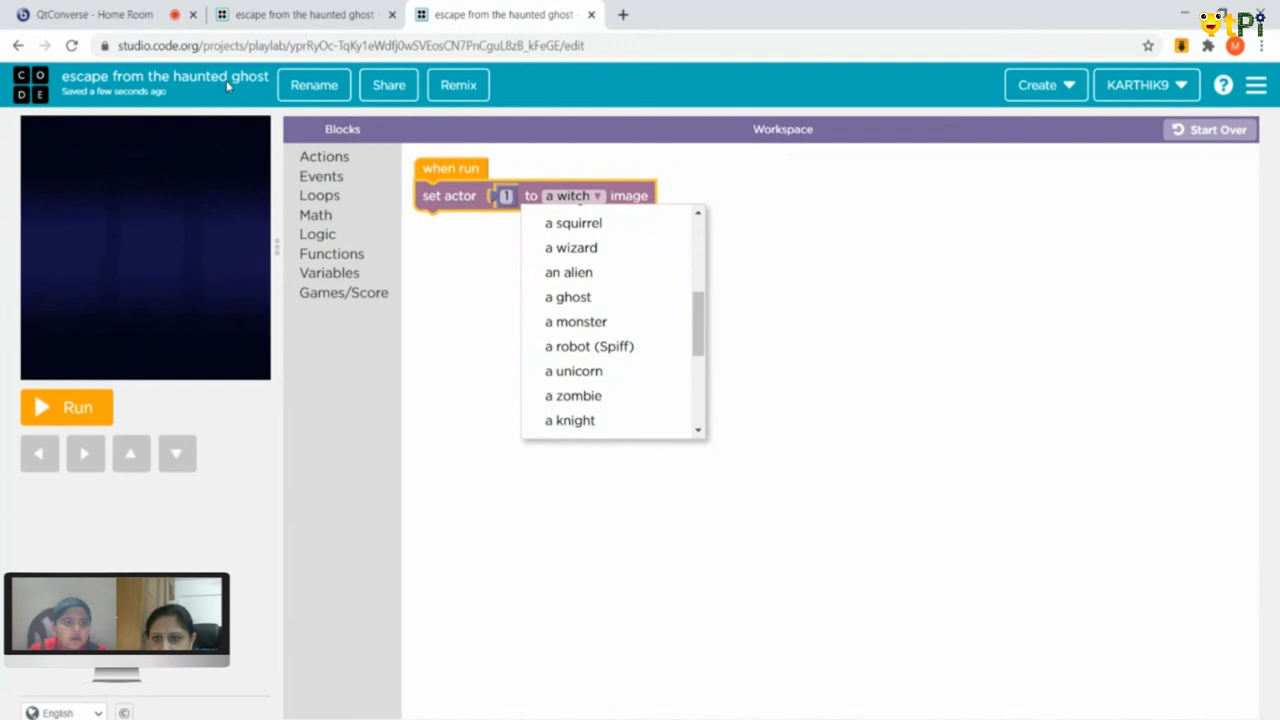 QtConverse - Home Room
escape from the haunted ghost
escape from the haunted ghost
QtPi
studio.code.org/projects/playlab/yprRyOc-TqKy1eWdfj0wSVEosCN7PnCguL8zB_kFeGE/edit
M
CODE
escape from the haunted ghost
Saved a few seconds ago
Rename
Share
Remix
Create
KARTHIK9
?
Blocks
Workspace
Start Over
Actions
Events
Loops
Math
Logic
Functions
Variables
Games/Score
when run
set actor 1 to a witch image
a squirrel
a wizard
an alien
a ghost
a monster
a robot (Spiff)
a unicorn
a zombie
a knight
Run
English
©